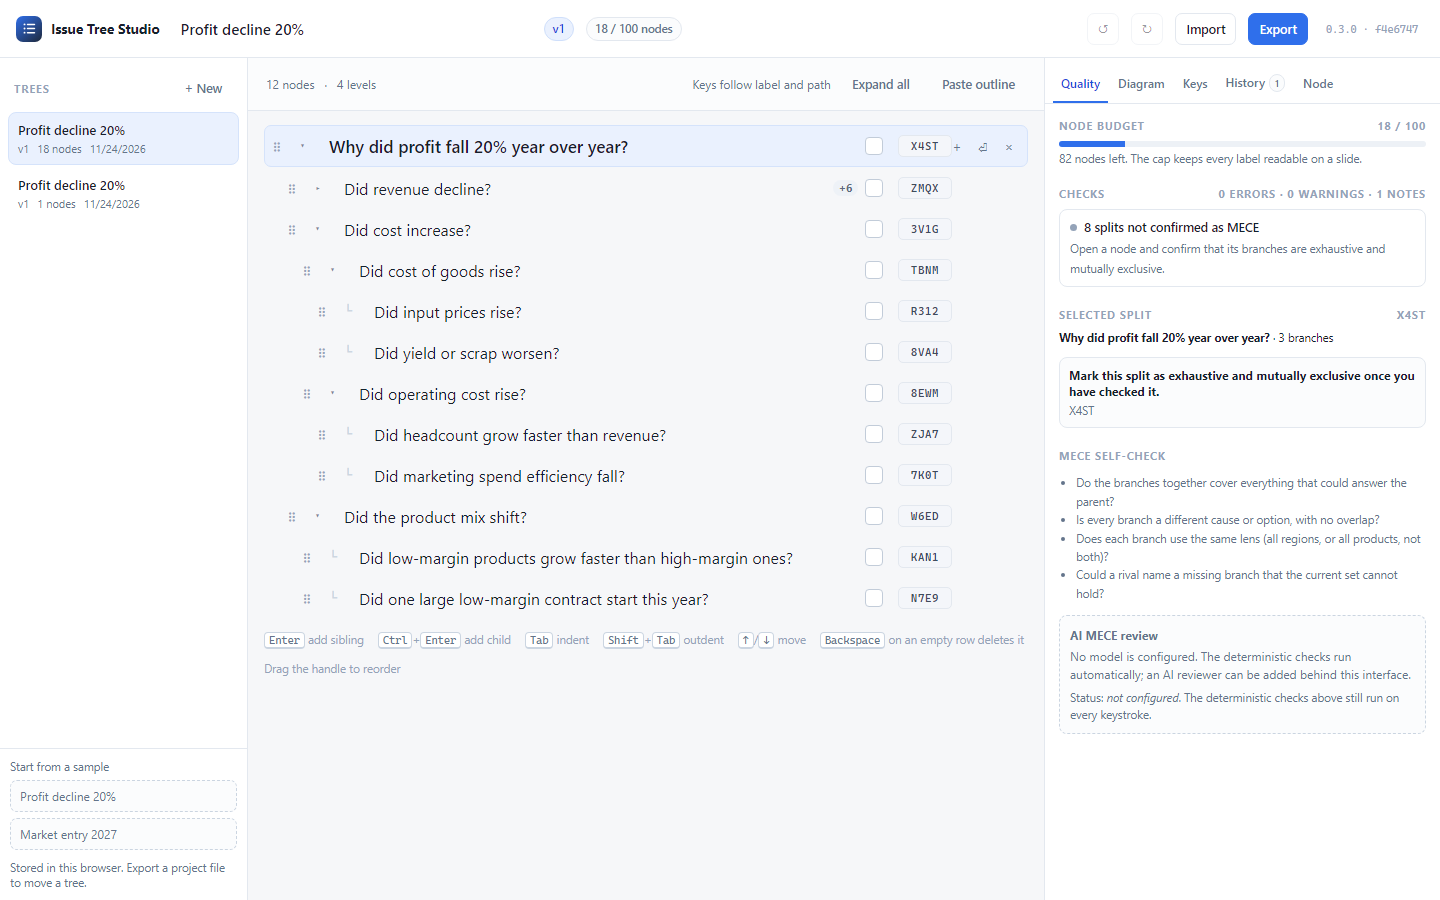 Issue Tree Studio
Profit decline 20%
v1
18 / 100 nodes
Import
Export
0.3.0 · f4e6747
TREES
+ New
Profit decline 20%
v1 18 nodes 11/24/2026
Profit decline 20%
v1 1 nodes 11/24/2026
Start from a sample
Profit decline 20%
Market entry 2027
Stored in this browser. Export a project file
to move a tree.
12 nodes · 4 levels
Keys follow label and path
Expand all
Paste outline
Why did profit fall 20% year over year? X4ST + ⏎ ×
Did revenue decline? +6 ZMQX
Did cost increase? 3V1G
Did cost of goods rise? TBNM
Did input prices rise? R312
Did yield or scrap worsen? 8VA4
Did operating cost rise? 8EWM
Did headcount grow faster than revenue? ZJA7
Did marketing spend efficiency fall? 7K0T
Did the product mix shift? W6ED
Did low-margin products grow faster than high-margin ones? KAN1
Did one large low-margin contract start this year? N7E9
Enter add sibling Ctrl+Enter add child Tab indent Shift+Tab outdent ↑/↓ move Backspace on an empty row deletes it
Drag the handle to reorder
Quality
Diagram
Keys
History 1
Node
NODE BUDGET 18 / 100
82 nodes left. The cap keeps every label readable on a slide.
CHECKS 0 ERRORS · 0 WARNINGS · 1 NOTES
8 splits not confirmed as MECE
Open a node and confirm that its branches are exhaustive and
mutually exclusive.
SELECTED SPLIT X4ST
Why did profit fall 20% year over year? · 3 branches
Mark this split as exhaustive and mutually exclusive once you
have checked it.
X4ST
MECE SELF-CHECK
• Do the branches together cover everything that could answer the
parent?
• Is every branch a different cause or option, with no overlap?
• Does each branch use the same lens (all regions, or all products, not
both)?
• Could a rival name a missing branch that the current set cannot
hold?
AI MECE review
No model is configured. The deterministic checks run
automatically; an AI reviewer can be added behind this interface.
Status: not configured. The deterministic checks above still run on
every keystroke.